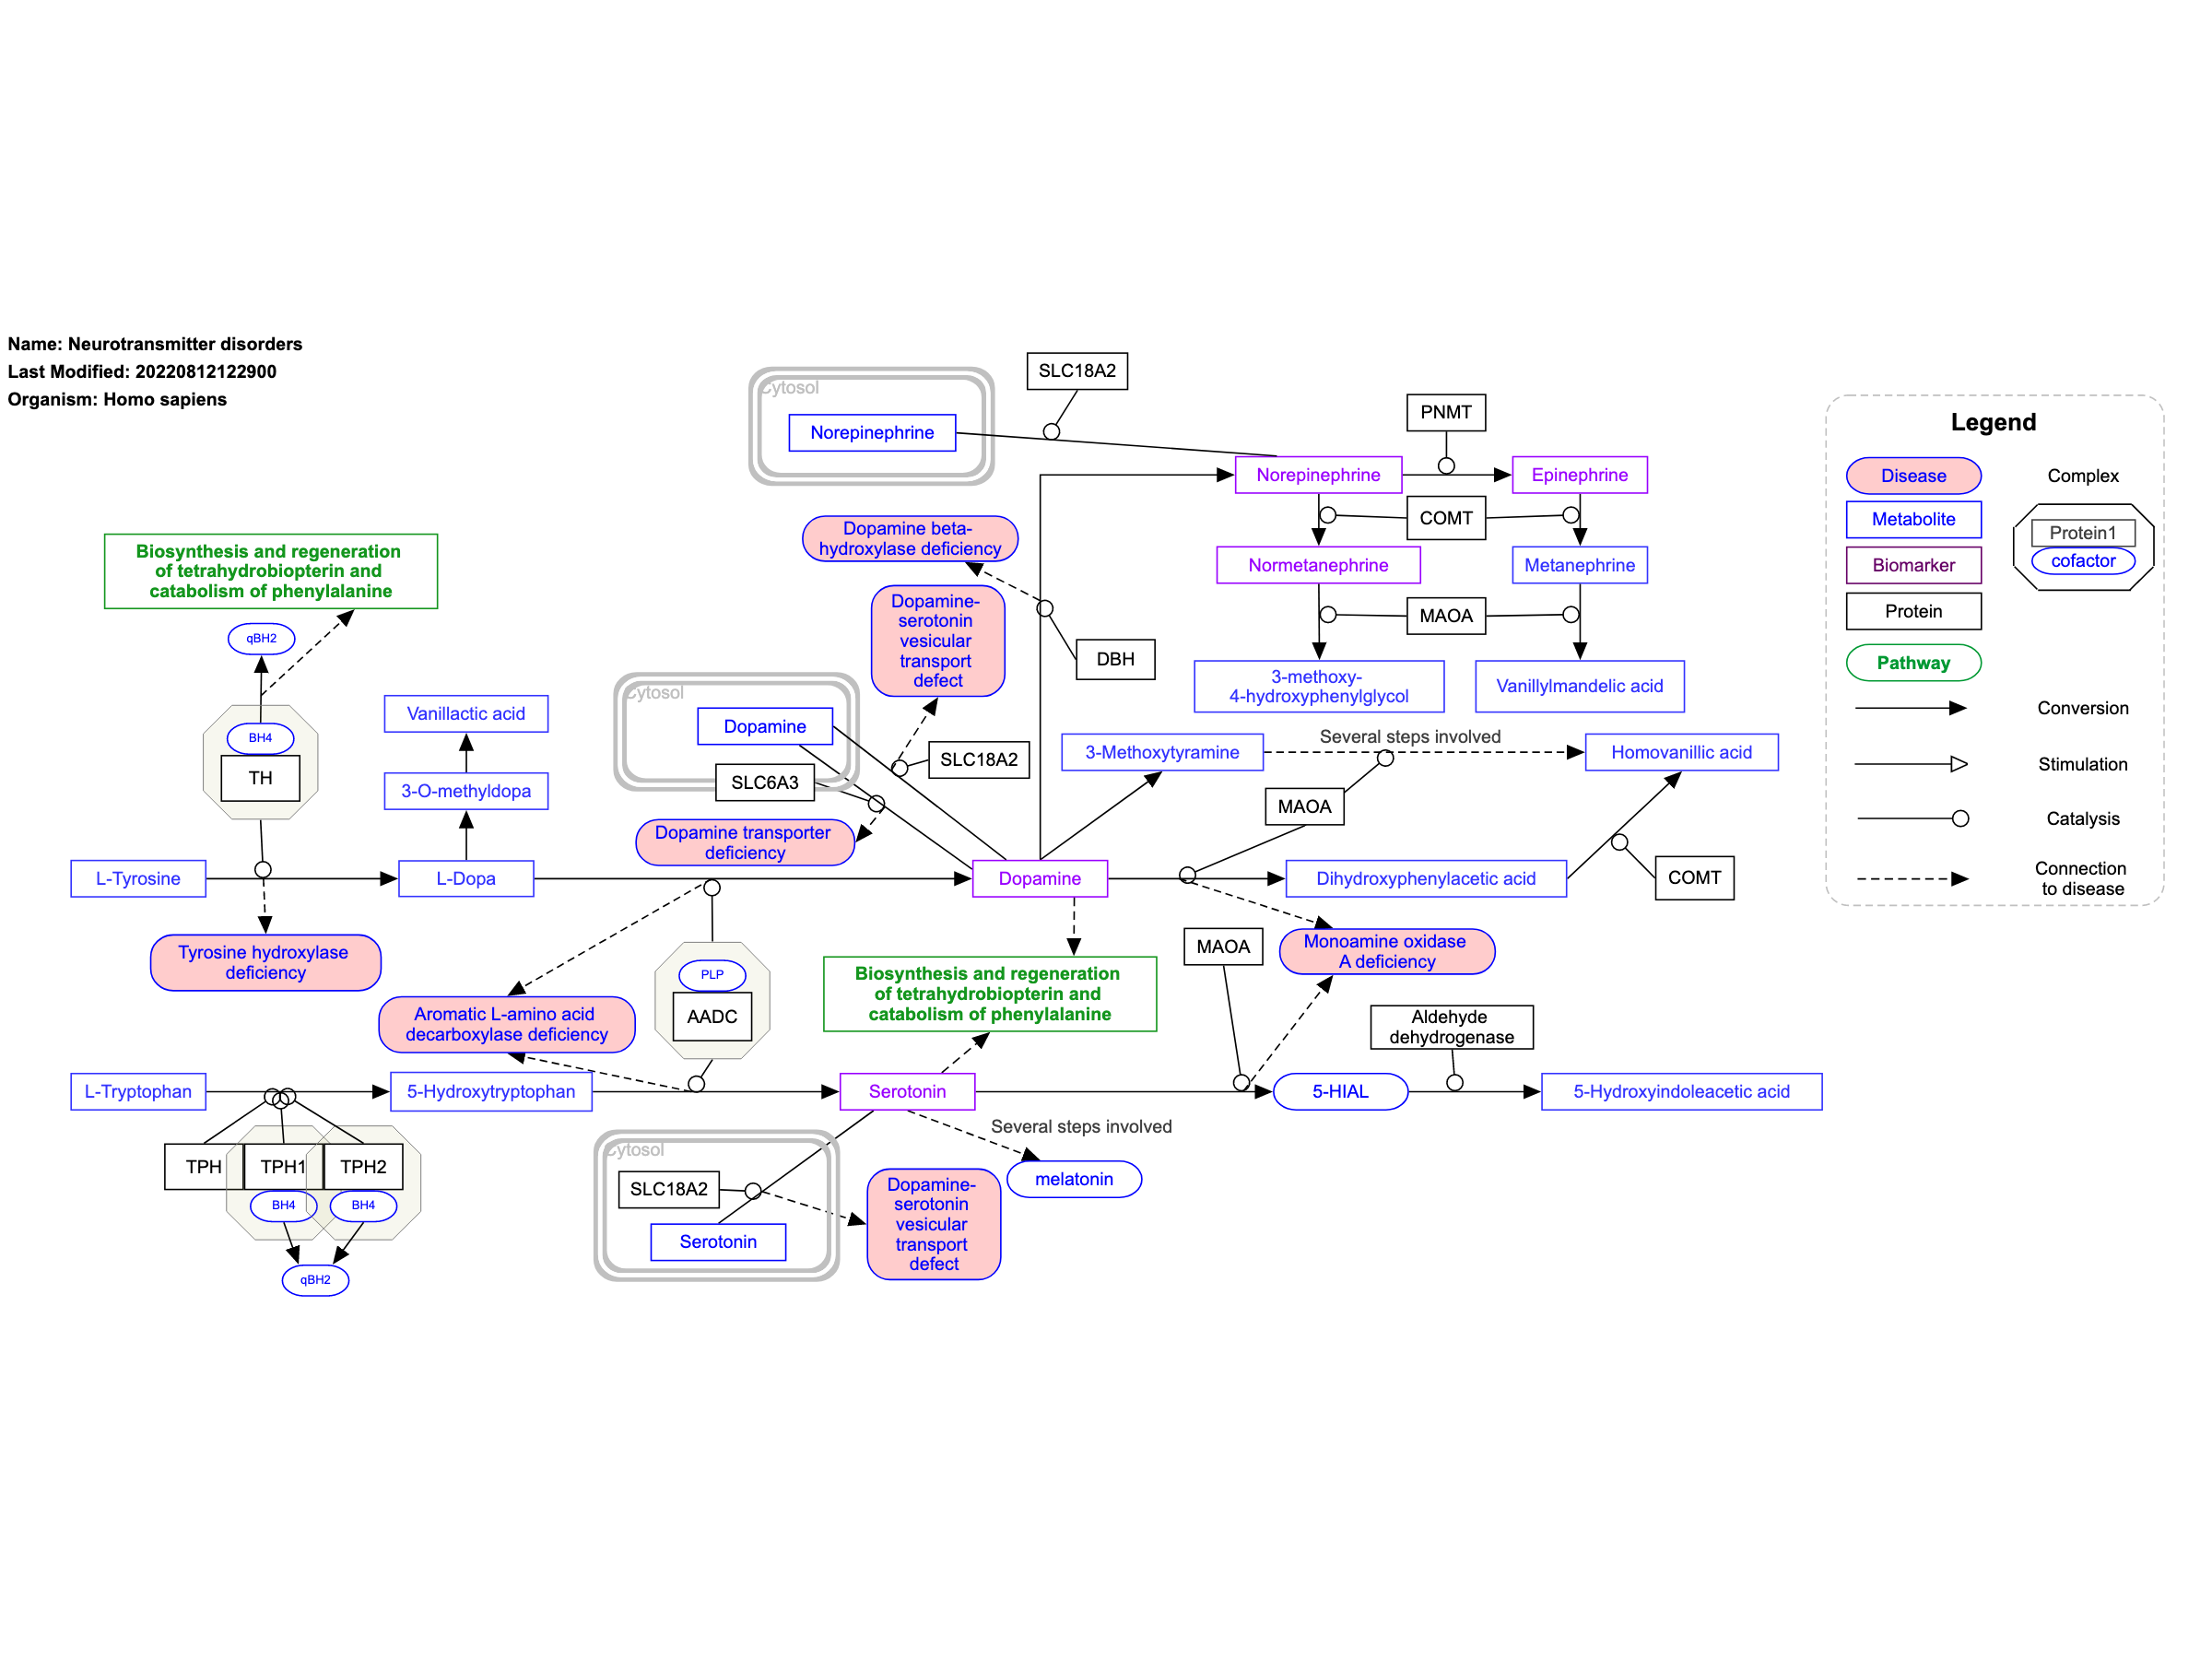 Name: Neurotransmitter disorders
Last Modified: 20220812122900
Organism: Homo sapiens
SLC18A2
Cytosol
Norepinephrine
PNMT
Norepinephrine
Epinephrine
COMT
Dopamine beta-
hydroxylase deficiency
Normetanephrine
Metanephrine
Biosynthesis and regeneration
of tetrahydrobiopterin and
catabolism of phenylalanine
Dopamine-
serotonin
vesicular
transport
defect
MAOA
qBH2
DBH
3-methoxy-
4-hydroxyphenylglycol
Vanillylmandelic acid
Cytosol
Dopamine
Vanillactic acid
BH4
TH
3-O-methyldopa
SLC6A3
SLC18A2
3-Methoxytyramine
Several steps involved
Homovanillic acid
MAOA
Dopamine transporter
deficiency
L-Tyrosine
L-Dopa
Dopamine
Dihydroxyphenylacetic acid
COMT
Tyrosine hydroxylase
deficiency
MAOA
Monoamine oxidase
A deficiency
PLP
AADC
Biosynthesis and regeneration
of tetrahydrobiopterin and
catabolism of phenylalanine
Aromatic L-amino acid
decarboxylase deficiency
Aldehyde
dehydrogenase
L-Tryptophan
5-Hydroxytryptophan
Serotonin
5-HIAL
5-Hydroxyindoleacetic acid
Several steps involved
TPH
TPH1
TPH2
BH4
BH4
qBH2
Cytosol
SLC18A2
Serotonin
melatonin
Dopamine-
serotonin
vesicular
transport
defect
Legend
Disease
Complex
Metabolite
Protein1
cofactor
Biomarker
Protein
Pathway
Conversion
Stimulation
Catalysis
Connection
to disease